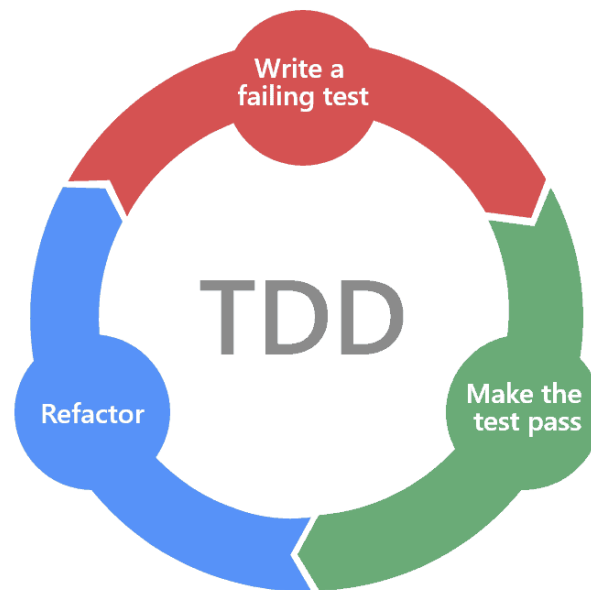 Write a
failing test
TDD
Make the
test pass
Refactor